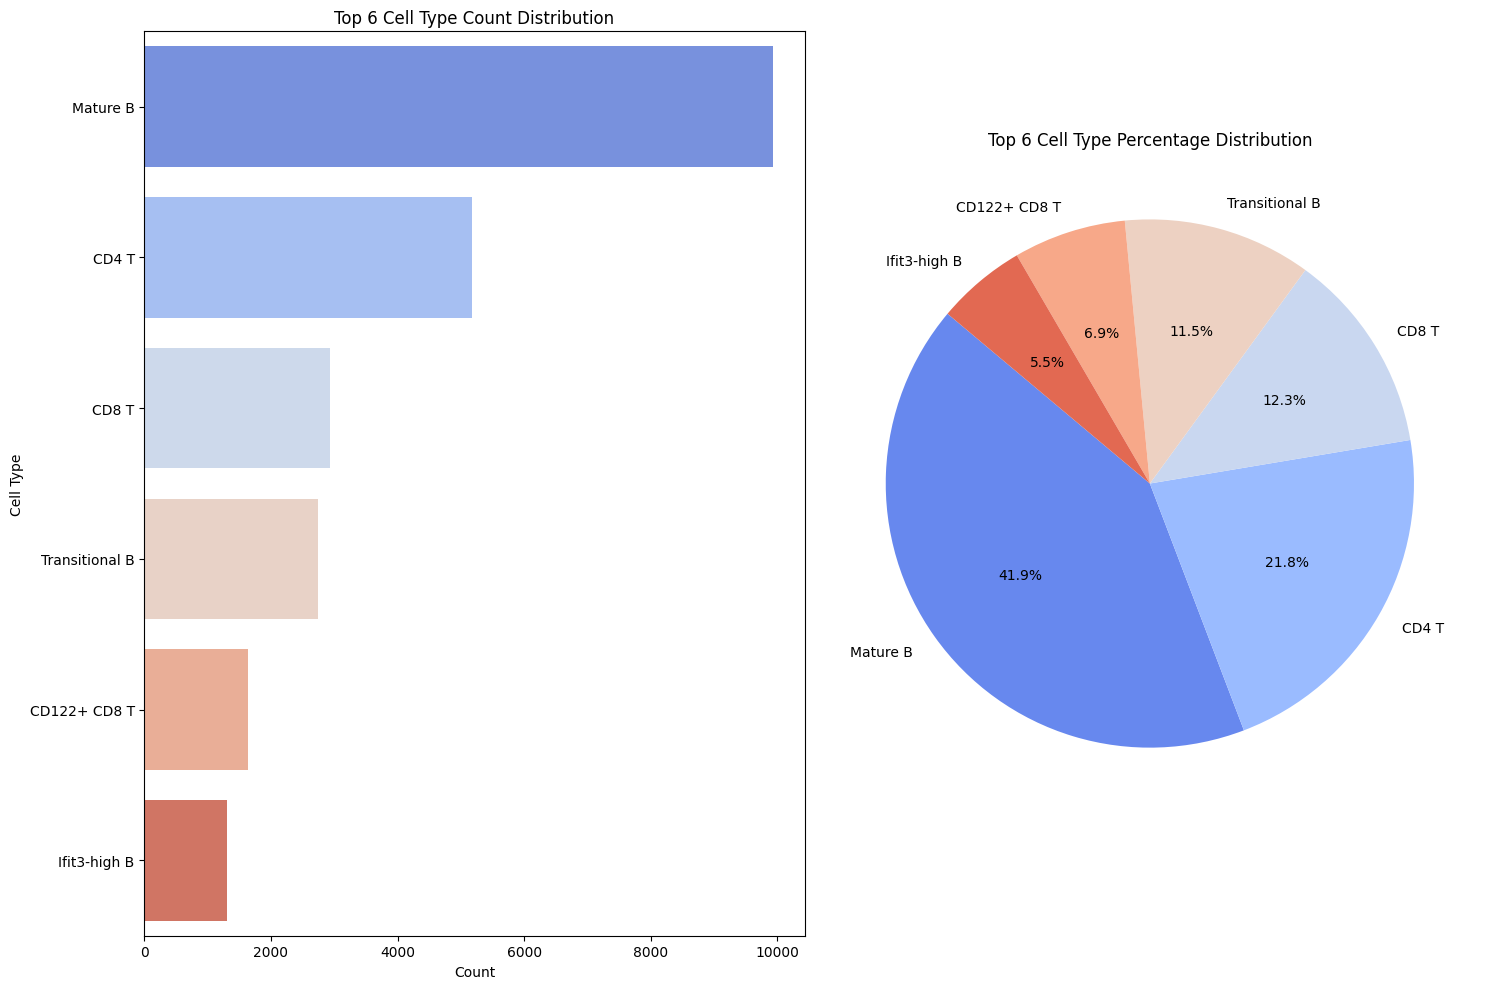 Top 6 Cell Type Count Distribution
Cell Type
Mature B
CD4 T
CD8 T
Transitional B
CD122+ CD8 T
Ifit3-high B
0 2000 4000 6000 8000 10000
Count
Top 6 Cell Type Percentage Distribution
Transitional B
CD122+ CD8 T
Ifit3-high B
CD8 T
11.5%
6.9%
5.5%
12.3%
21.8%
41.9%
CD4 T
Mature B